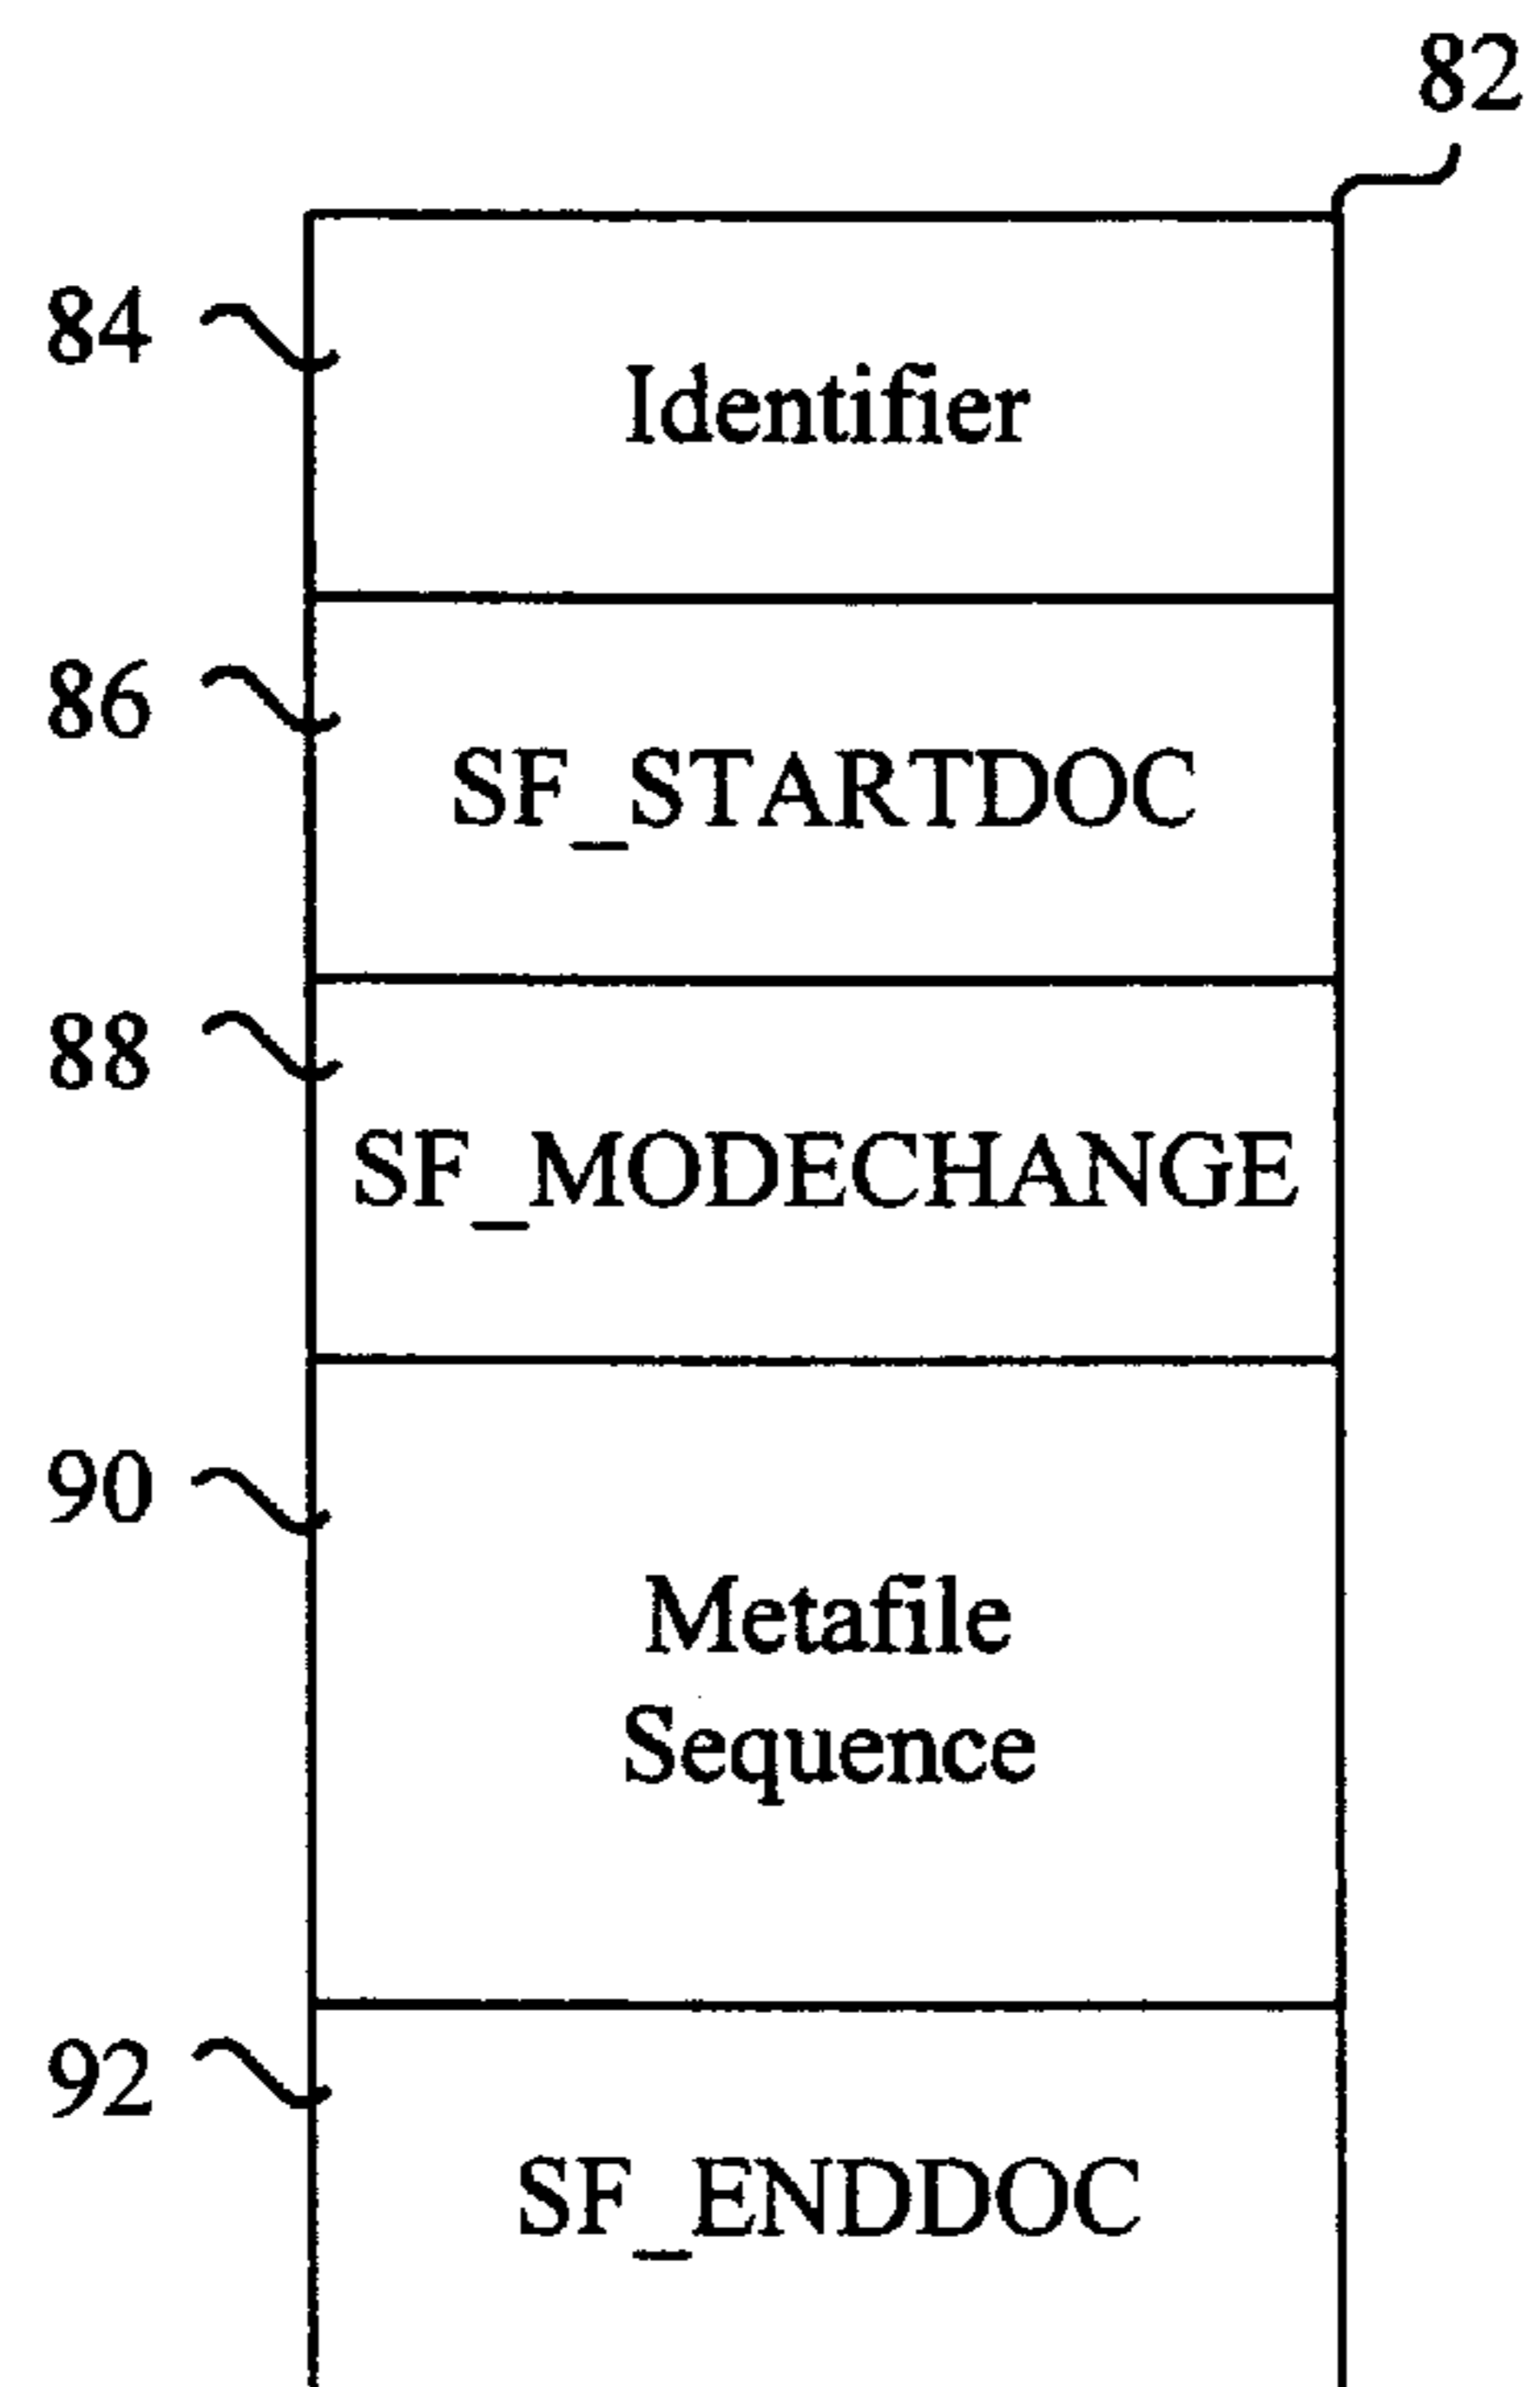 82
84
Identifier
86
SF_STARTDOC
88
SF_MODECHANGE
90
Metafile
Sequence
92
SF_ENDDOC